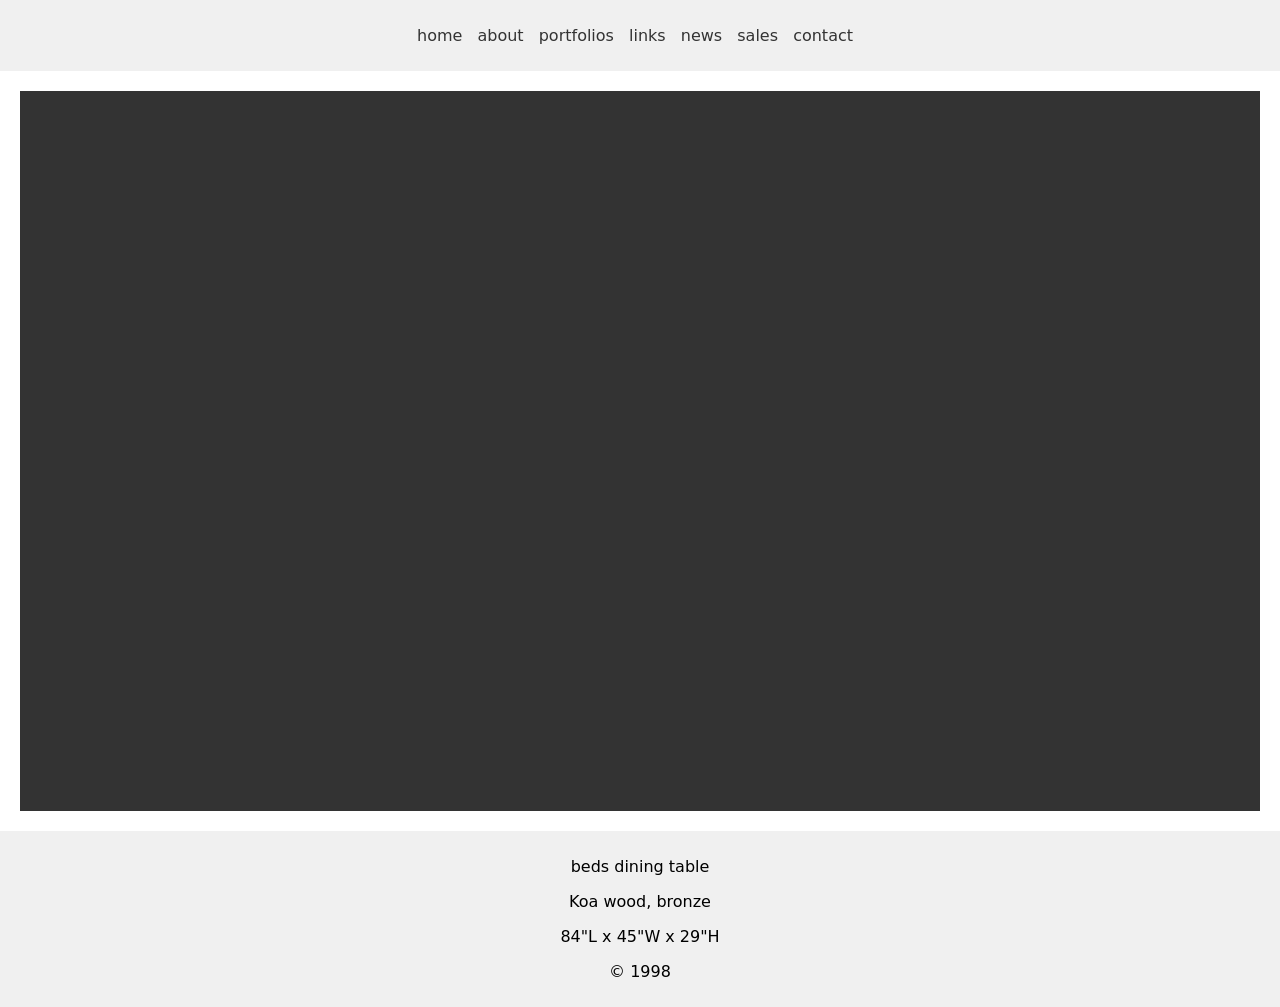 home about portfolios links news sales contact
beds dining table
Koa wood, bronze
84"L x 45"W x 29"H
© 1998